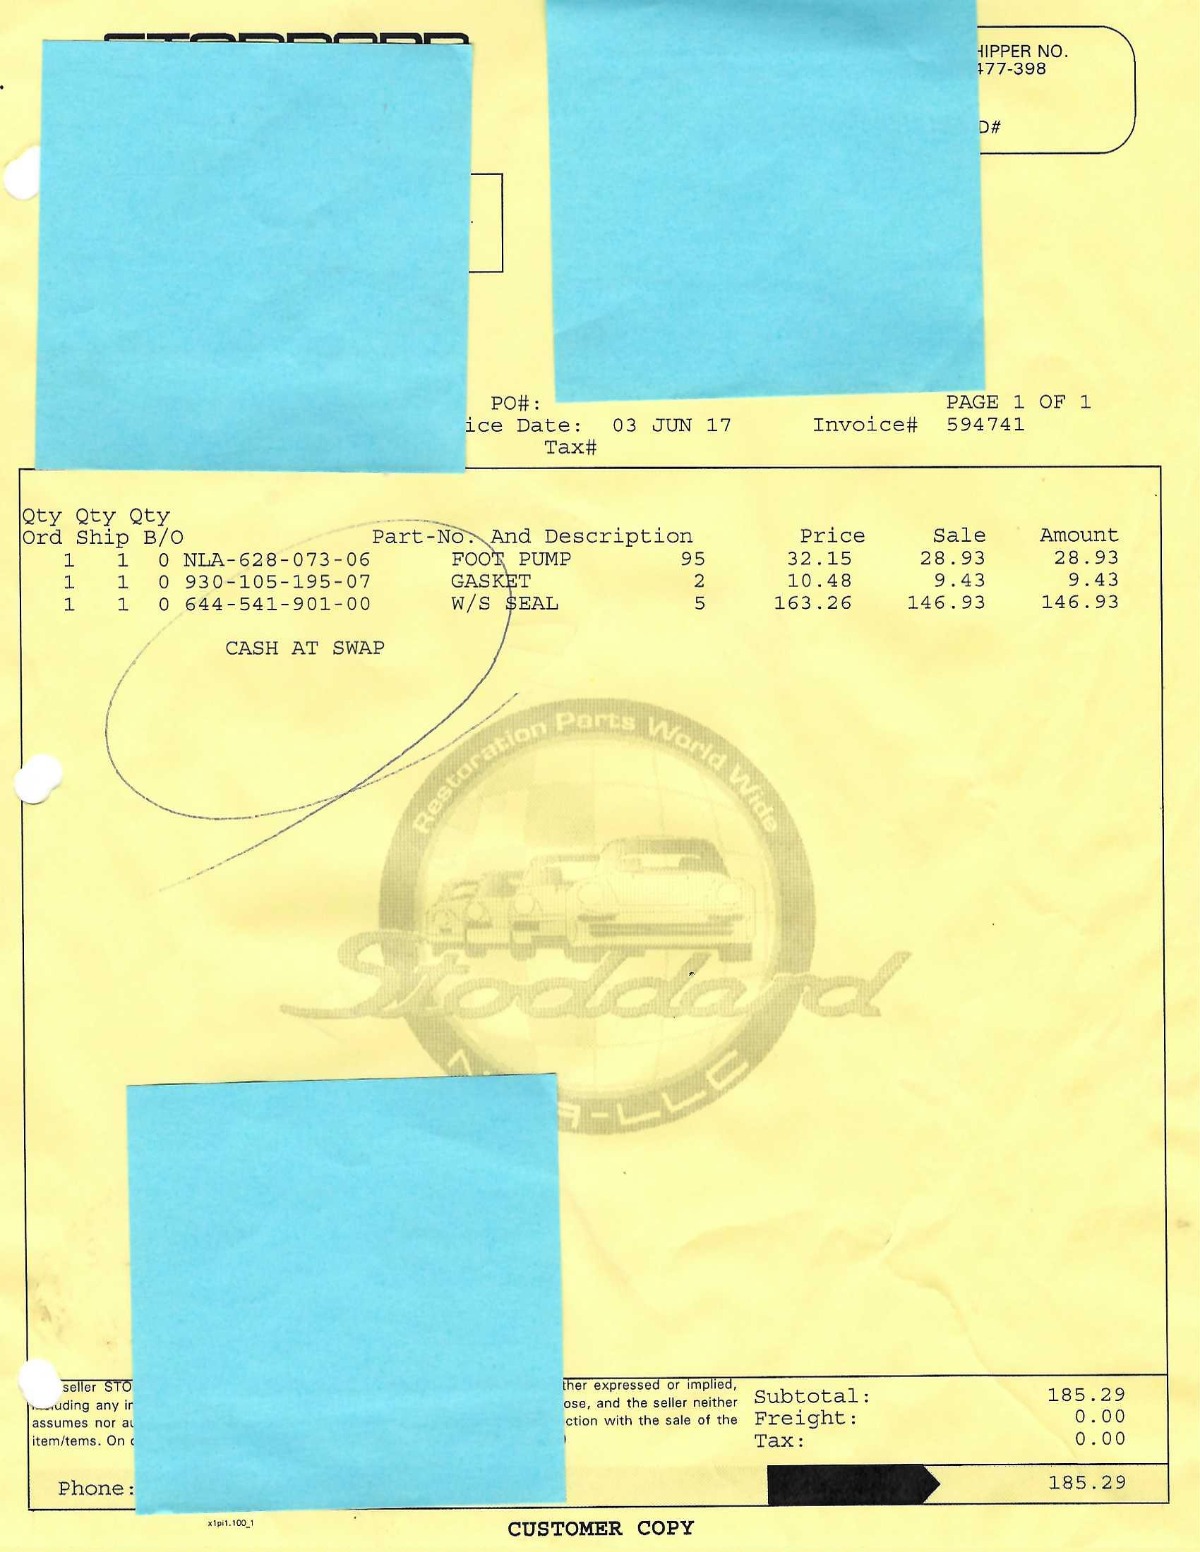 STODDARD
HIPPER NO.
477-398
D#
PO#: PAGE 1 OF 1
ice Date: 03 JUN 17 Invoice# 594741
Tax#
Qty Qty Qty
Ord Ship B/O Part-No. And Description Price Sale Amount
1 1 0 NLA-628-073-06 FOOT PUMP 95 32.15 28.93 28.93
1 1 0 930-105-195-07 GASKET 2 10.48 9.43 9.43
1 1 0 644-541-901-00 W/S SEAL 5 163.26 146.93 146.93
CASH AT SWAP
Restoration Parts World Wide
Stoddard
-LLC
seller STO ther expressed or implied,
uding any in ose, and the seller neither
assumes nor au ction with the sale of the
item/tems. On
Subtotal: 185.29
Freight: 0.00
Tax: 0.00
185.29
Phone:
x1pi1.100_1
CUSTOMER COPY